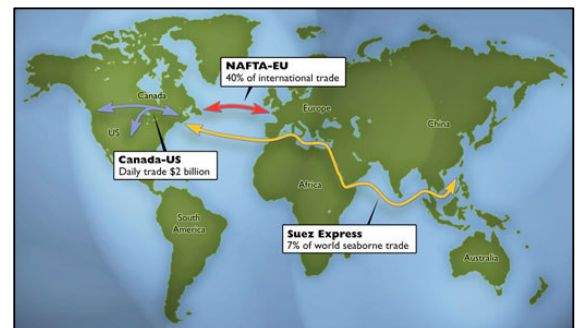 NAFTA-EU
40% of international trade
Canada
Europe
China
US
Canada-US
Daily trade $2 billion
Africa
South
America
Suez Express
7% of world seaborne trade
Australia